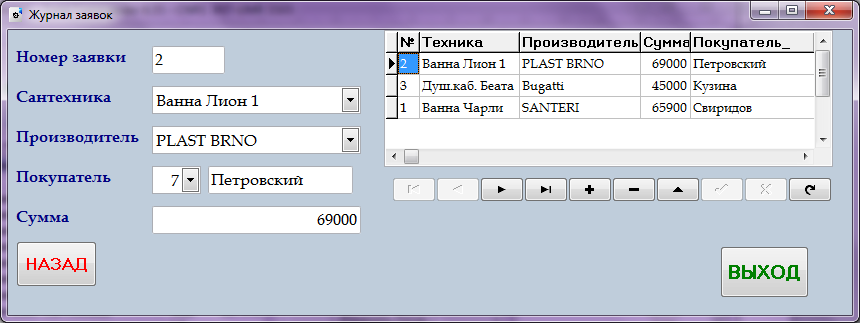 Журнал заявок
Номер заявки 2
Сантехника Ванна Лион 1
Производитель PLAST BRNO
Покупатель 7 Петровский
Сумма 69000
НАЗАД
№ Техника Производитель Сумма Покупатель_
2 Ванна Лион 1 PLAST BRNO 69000 Петровский
3 Душ.каб. Беата Bugatti 45000 Кузина
1 Ванна Чарли SANTERI 65900 Свиридов
ВЫХОД